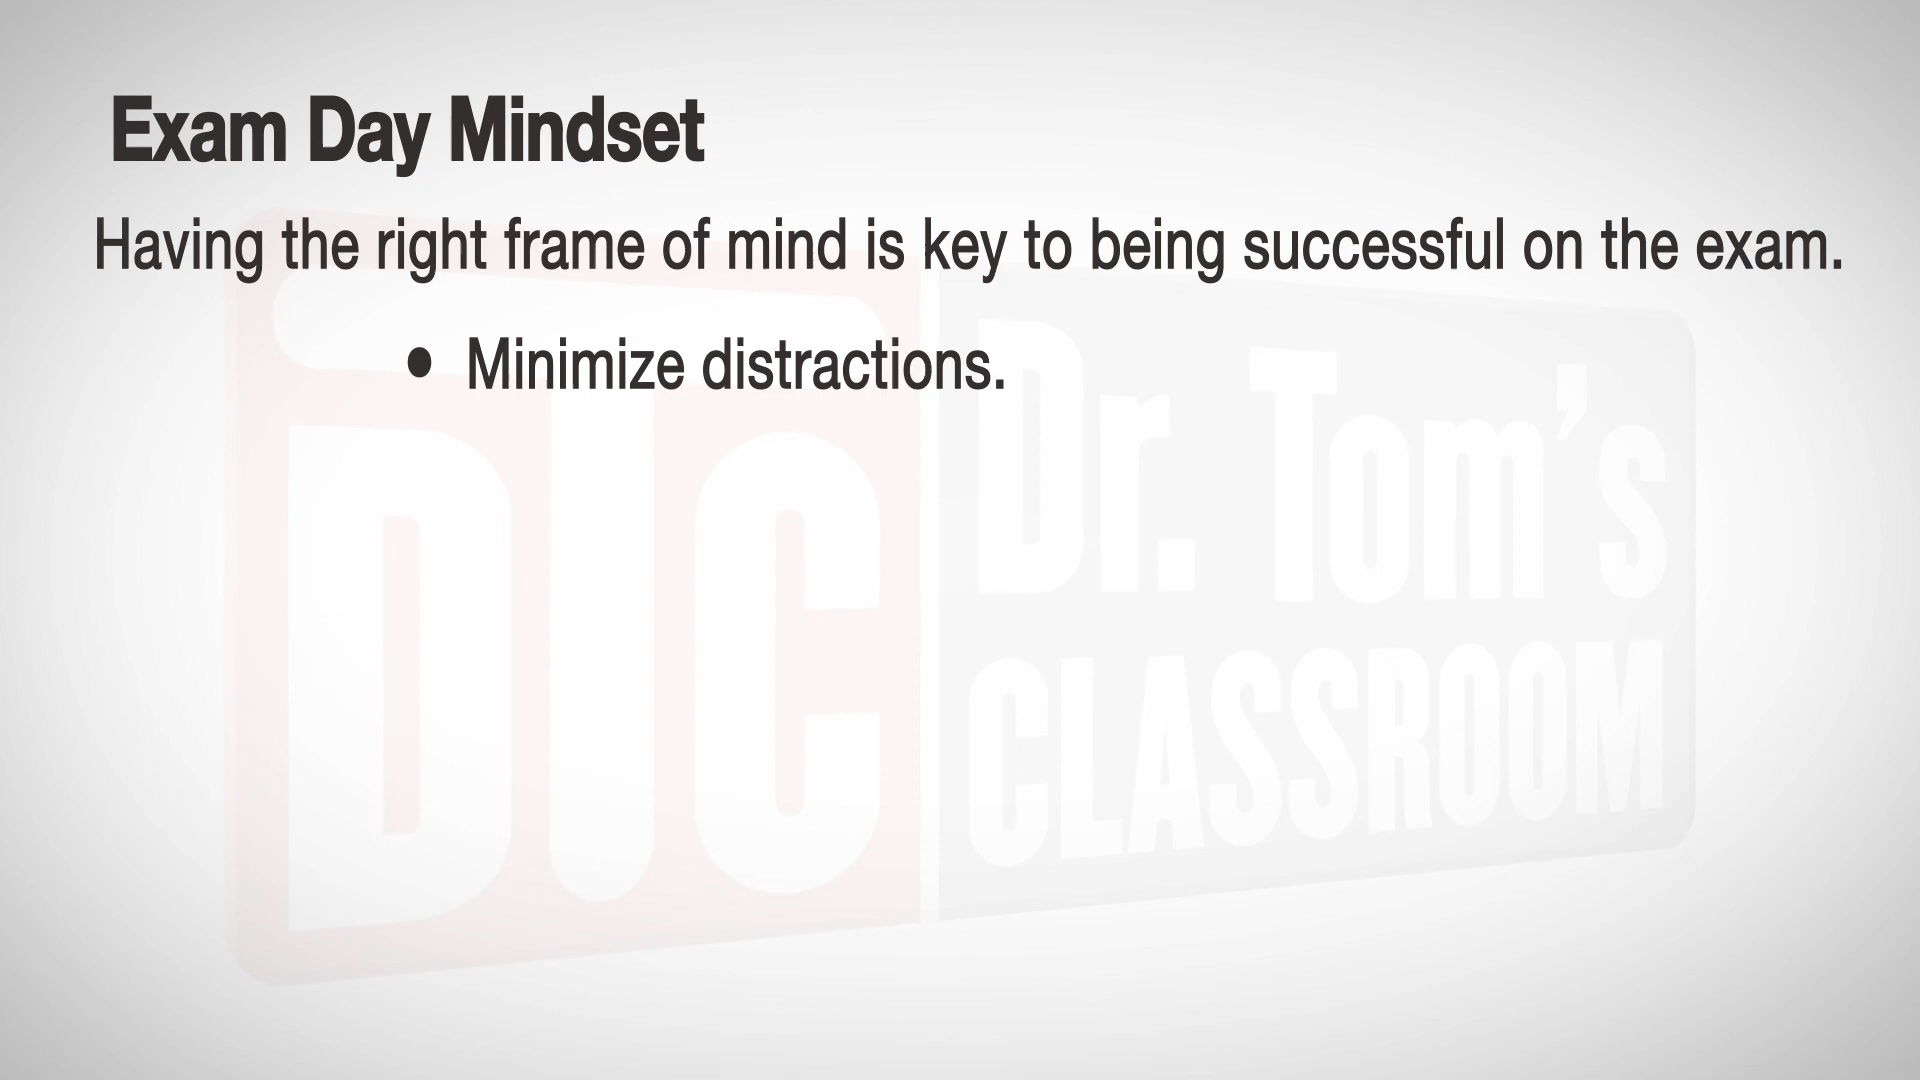 Exam Day Mindset
Having the right frame of mind is key to being successful on the exam.
• Minimize distractions.
DTC
Dr. Tom's
CLASSROOM